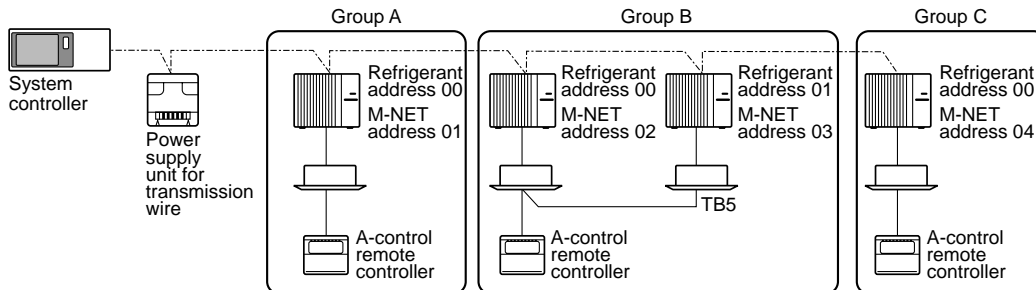 Group A
Group B
Group C
System
controller
Power
supply
unit for
transmission
wire
Refrigerant
address 00
M-NET
address 01
A-control
remote
controller
Refrigerant
address 00
M-NET
address 02
Refrigerant
address 01
M-NET
address 03
TB5
A-control
remote
controller
Refrigerant
address 00
M-NET
address 04
A-control
remote
controller